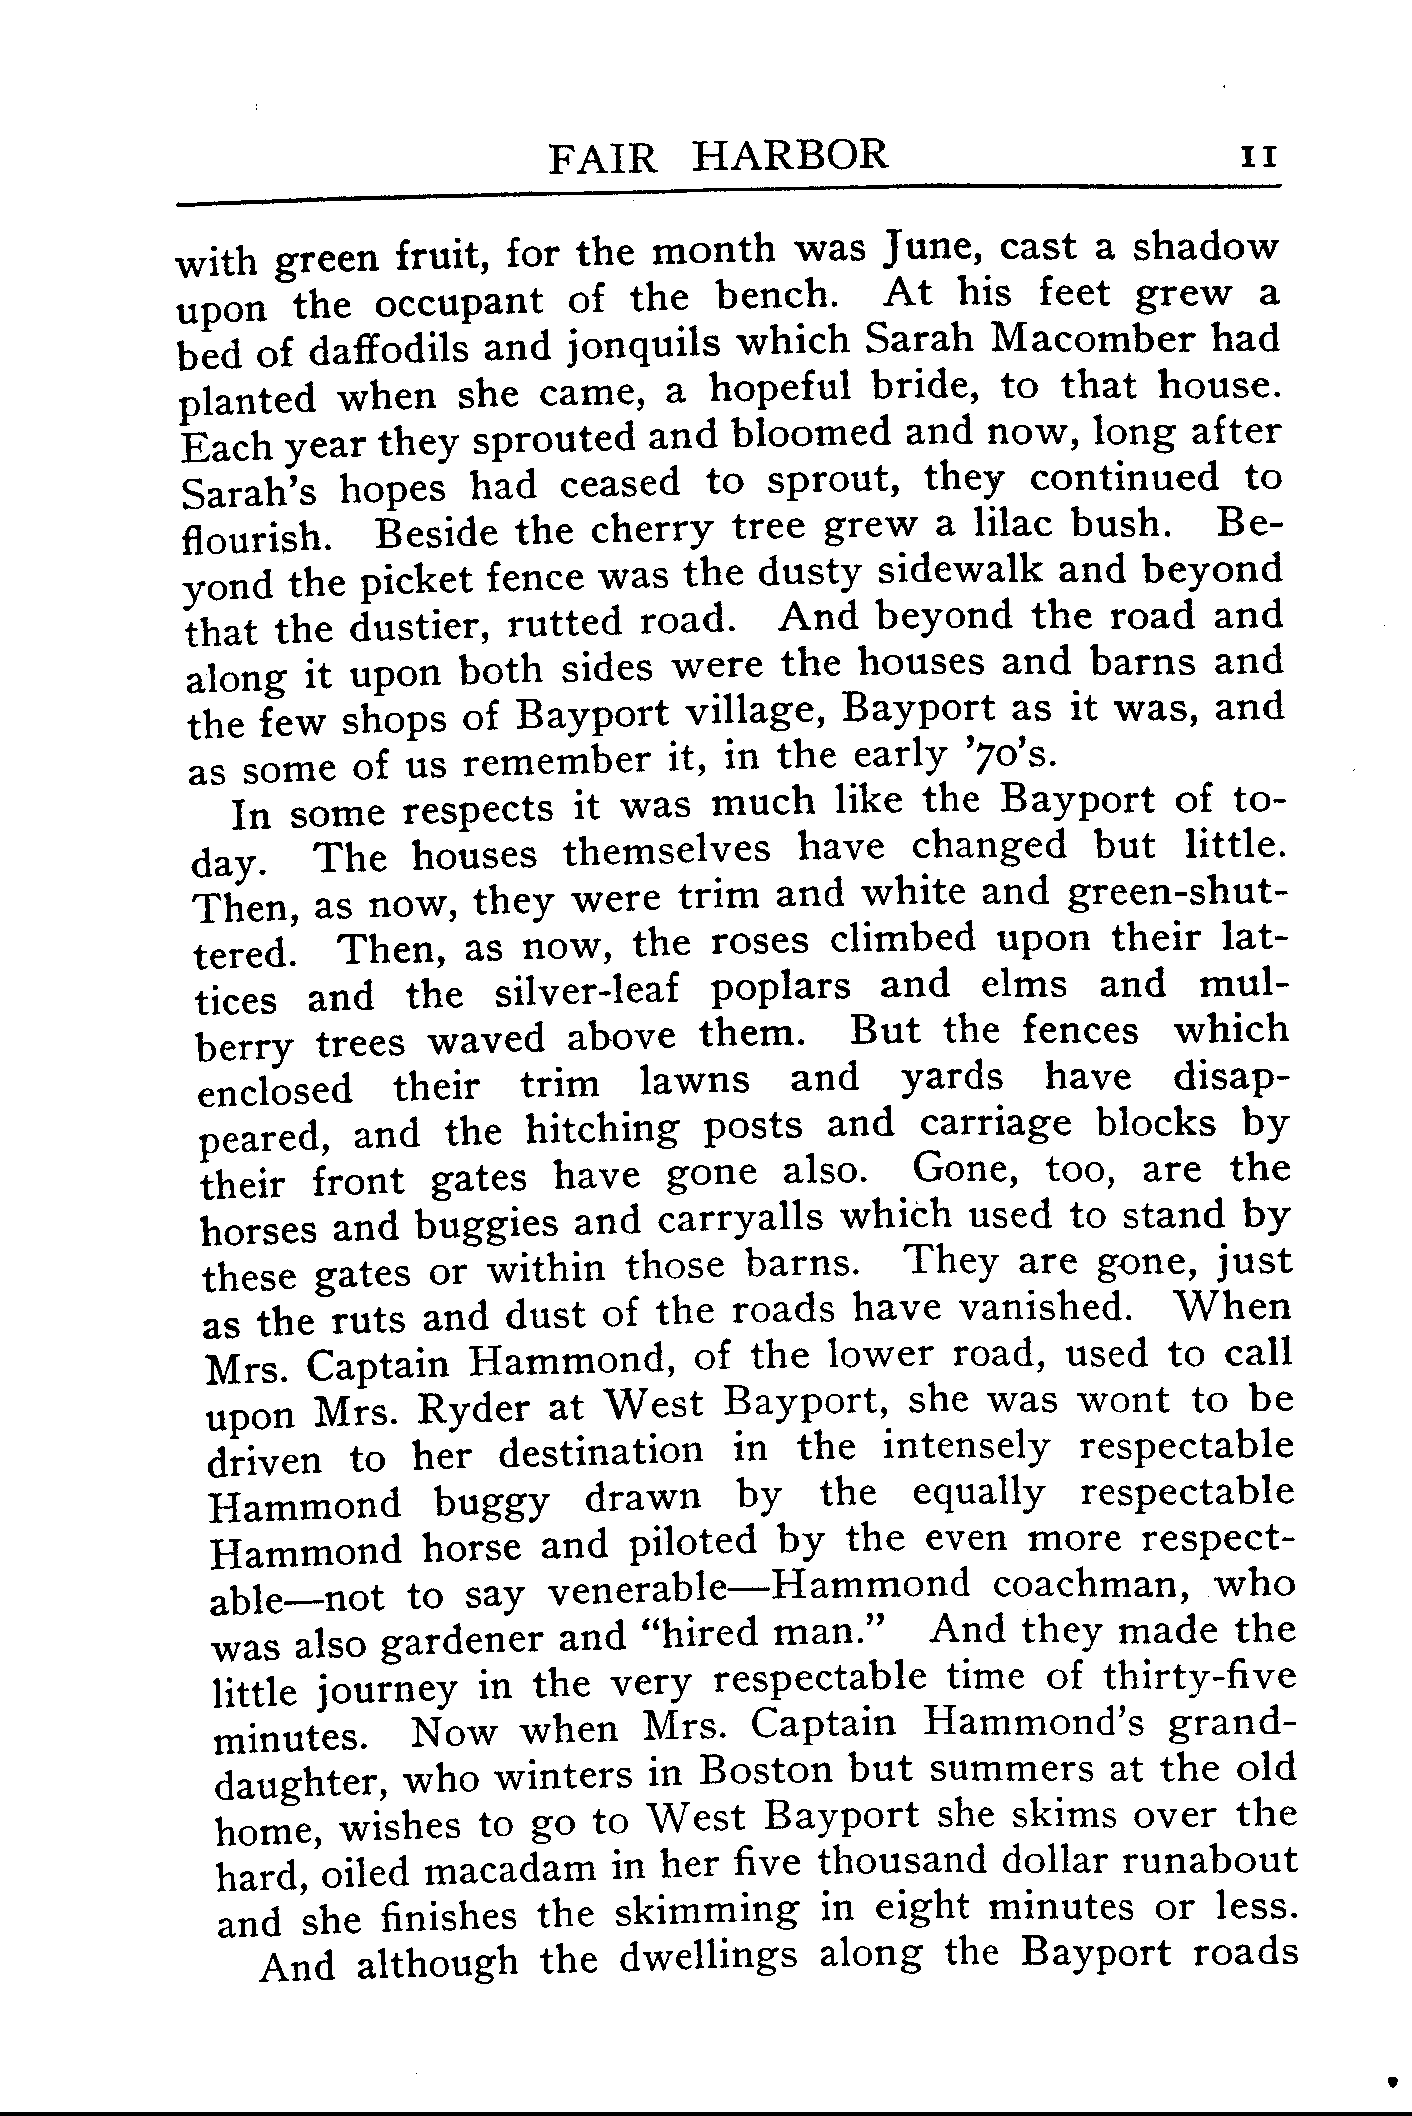 FAIR HARBOR 11
with green fruit, for the month was June, cast a shadow
upon the occupant of the bench. At his feet grew a
bed of daffodils and jonquils which Sarah Macomber had
planted when she came, a hopeful bride, to that house.
Each year they sprouted and bloomed and now, long after
Sarah's hopes had ceased to sprout, they continued to
flourish. Beside the cherry tree grew a lilac bush. Be-
yond the picket fence was the dusty sidewalk and beyond
that the dustier, rutted road. And beyond the road and
along it upon both sides were the houses and barns and
the few shops of Bayport village, Bayport as it was, and
as some of us remember it, in the early '70's.
In some respects it was much like the Bayport of to-
day. The houses themselves have changed but little.
Then, as now, they were trim and white and green-shut-
tered. Then, as now, the roses climbed upon their lat-
tices and the silver-leaf poplars and elms and mul-
berry trees waved above them. But the fences which
enclosed their trim lawns and yards have disap-
peared, and the hitching posts and carriage blocks by
their front gates have gone also. Gone, too, are the
horses and buggies and carryalls which used to stand by
these gates or within those barns. They are gone, just
as the ruts and dust of the roads have vanished. When
Mrs. Captain Hammond, of the lower road, used to call
upon Mrs. Ryder at West Bayport, she was wont to be
driven to her destination in the intensely respectable
Hammond buggy drawn by the equally respectable
Hammond horse and piloted by the even more respect-
able—not to say venerable—Hammond coachman, who
was also gardener and "hired man." And they made the
little journey in the very respectable time of thirty-five
minutes. Now when Mrs. Captain Hammond's grand-
daughter, who winters in Boston but summers at the old
home, wishes to go to West Bayport she skims over the
hard, oiled macadam in her five thousand dollar runabout
and she finishes the skimming in eight minutes or less.
And although the dwellings along the Bayport roads